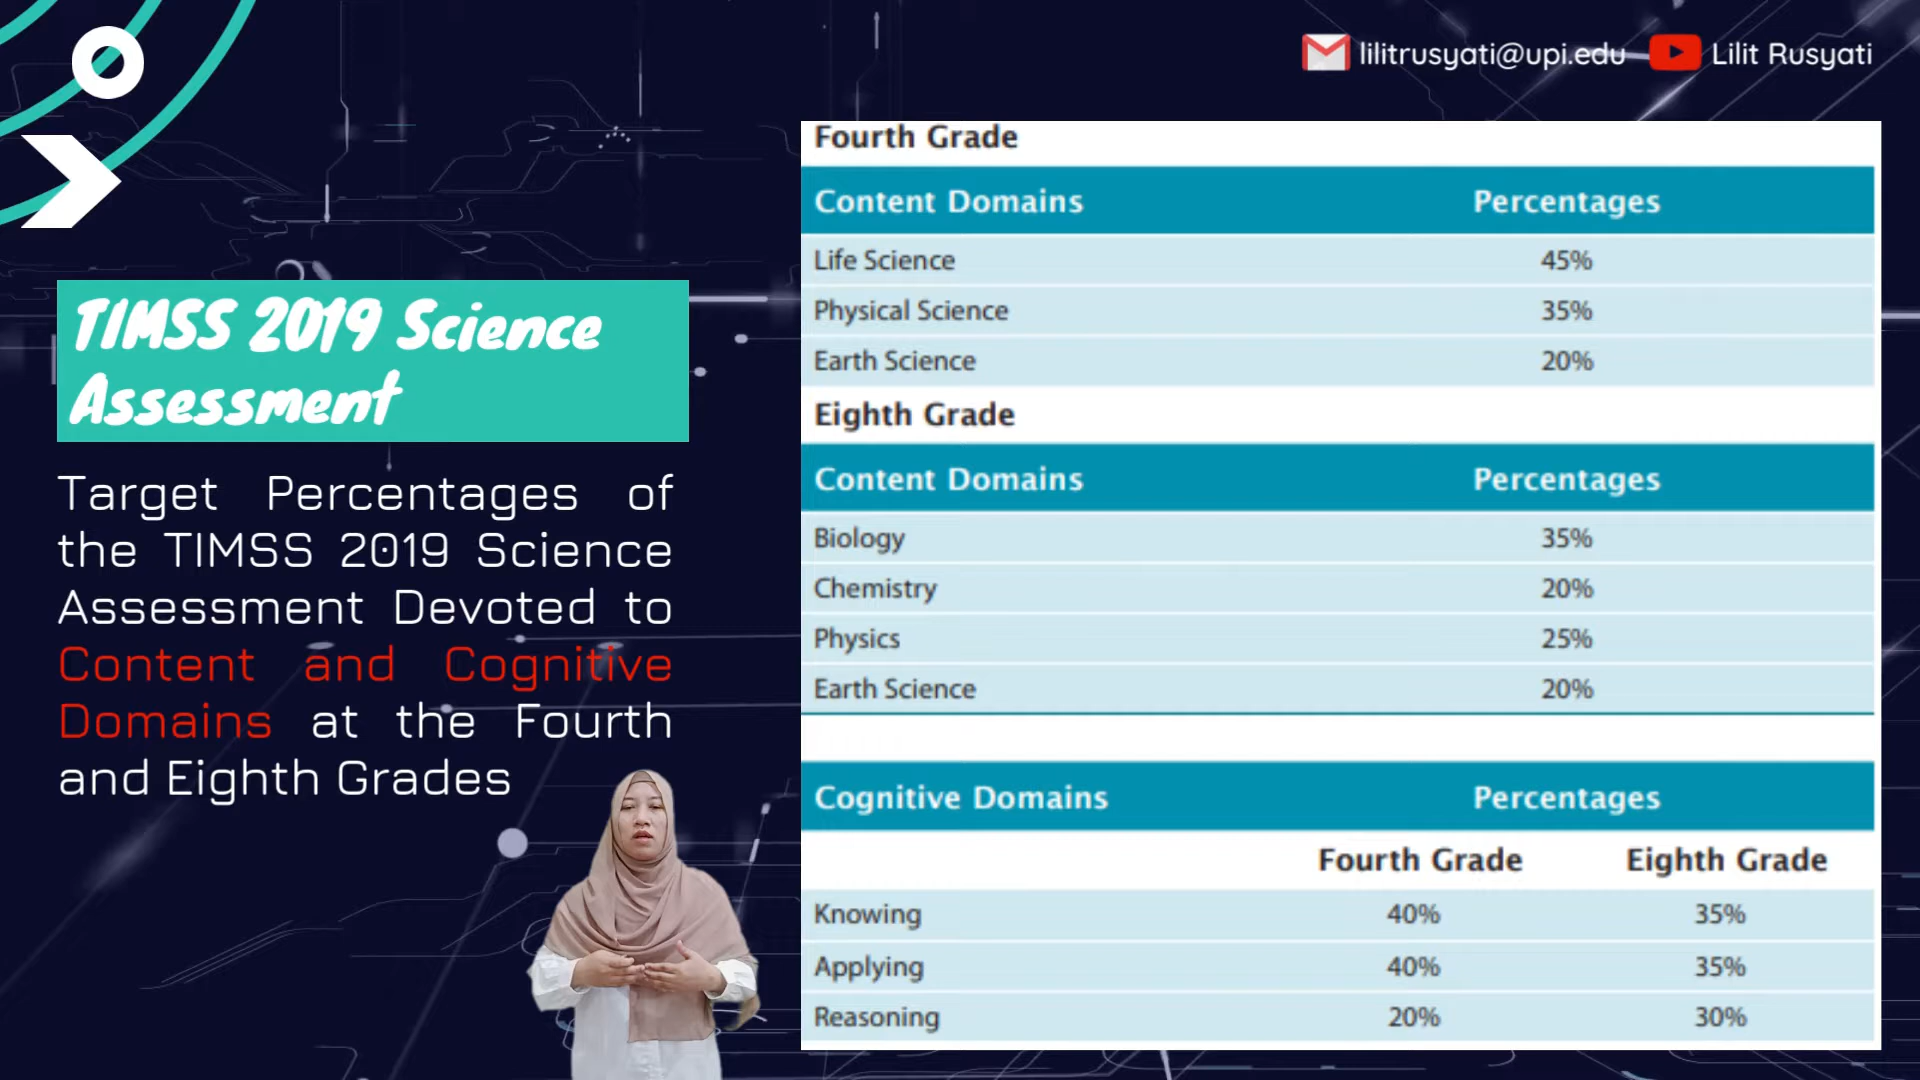 lilitrusyati@upi.edu Lilit Rusyati
TIMSS 2019 Science
Assessment
Target Percentages of
the TIMSS 2019 Science
Assessment Devoted to
Content and Cognitive
Domains at the Fourth
and Eighth Grades
Fourth Grade
Content Domains Percentages
Life Science 45%
Physical Science 35%
Earth Science 20%
Eighth Grade
Content Domains Percentages
Biology 35%
Chemistry 20%
Physics 25%
Earth Science 20%
Cognitive Domains Percentages
Fourth Grade Eighth Grade
Knowing 40% 35%
Applying 40% 35%
Reasoning 20% 30%